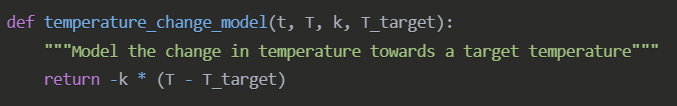 def temperature_change_model(t, T, k, T_target):
    """Model the change in temperature towards a target temperature"""
    return -k * (T - T_target)